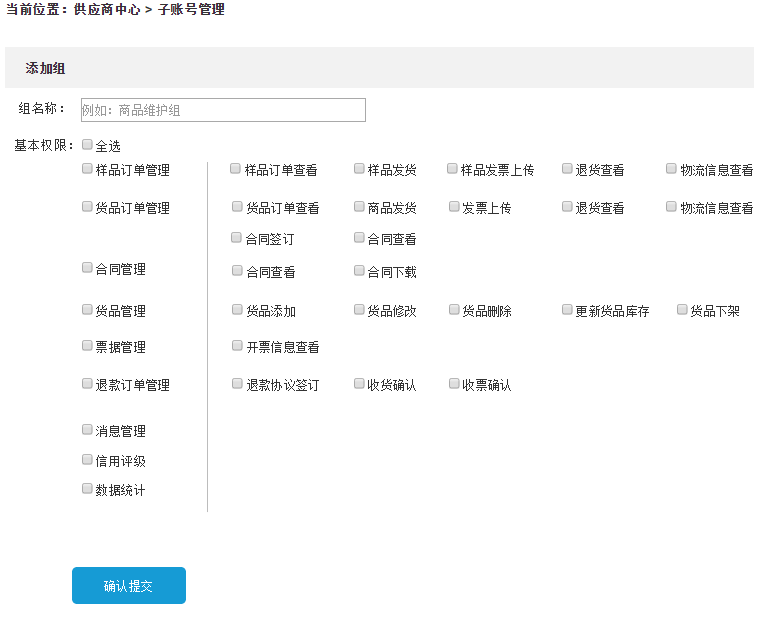 当前位置：供应商中心 > 子账号管理
添加组
组名称：  例如：商品维护组
基本权限： 全选
样品订单管理 样品订单查看 样品发货 样品发票上传 退货查看 物流信息查看
货品订单管理 货品订单查看 商品发货 发票上传 退货查看 物流信息查看
合同签订 合同查看
合同管理 合同查看 合同下载
货品管理 货品添加 货品修改 货品删除 更新货品库存 货品下架
票据管理 开票信息查看
退款订单管理 退款协议签订 收货确认 收票确认
消息管理
信用评级
数据统计
确认提交